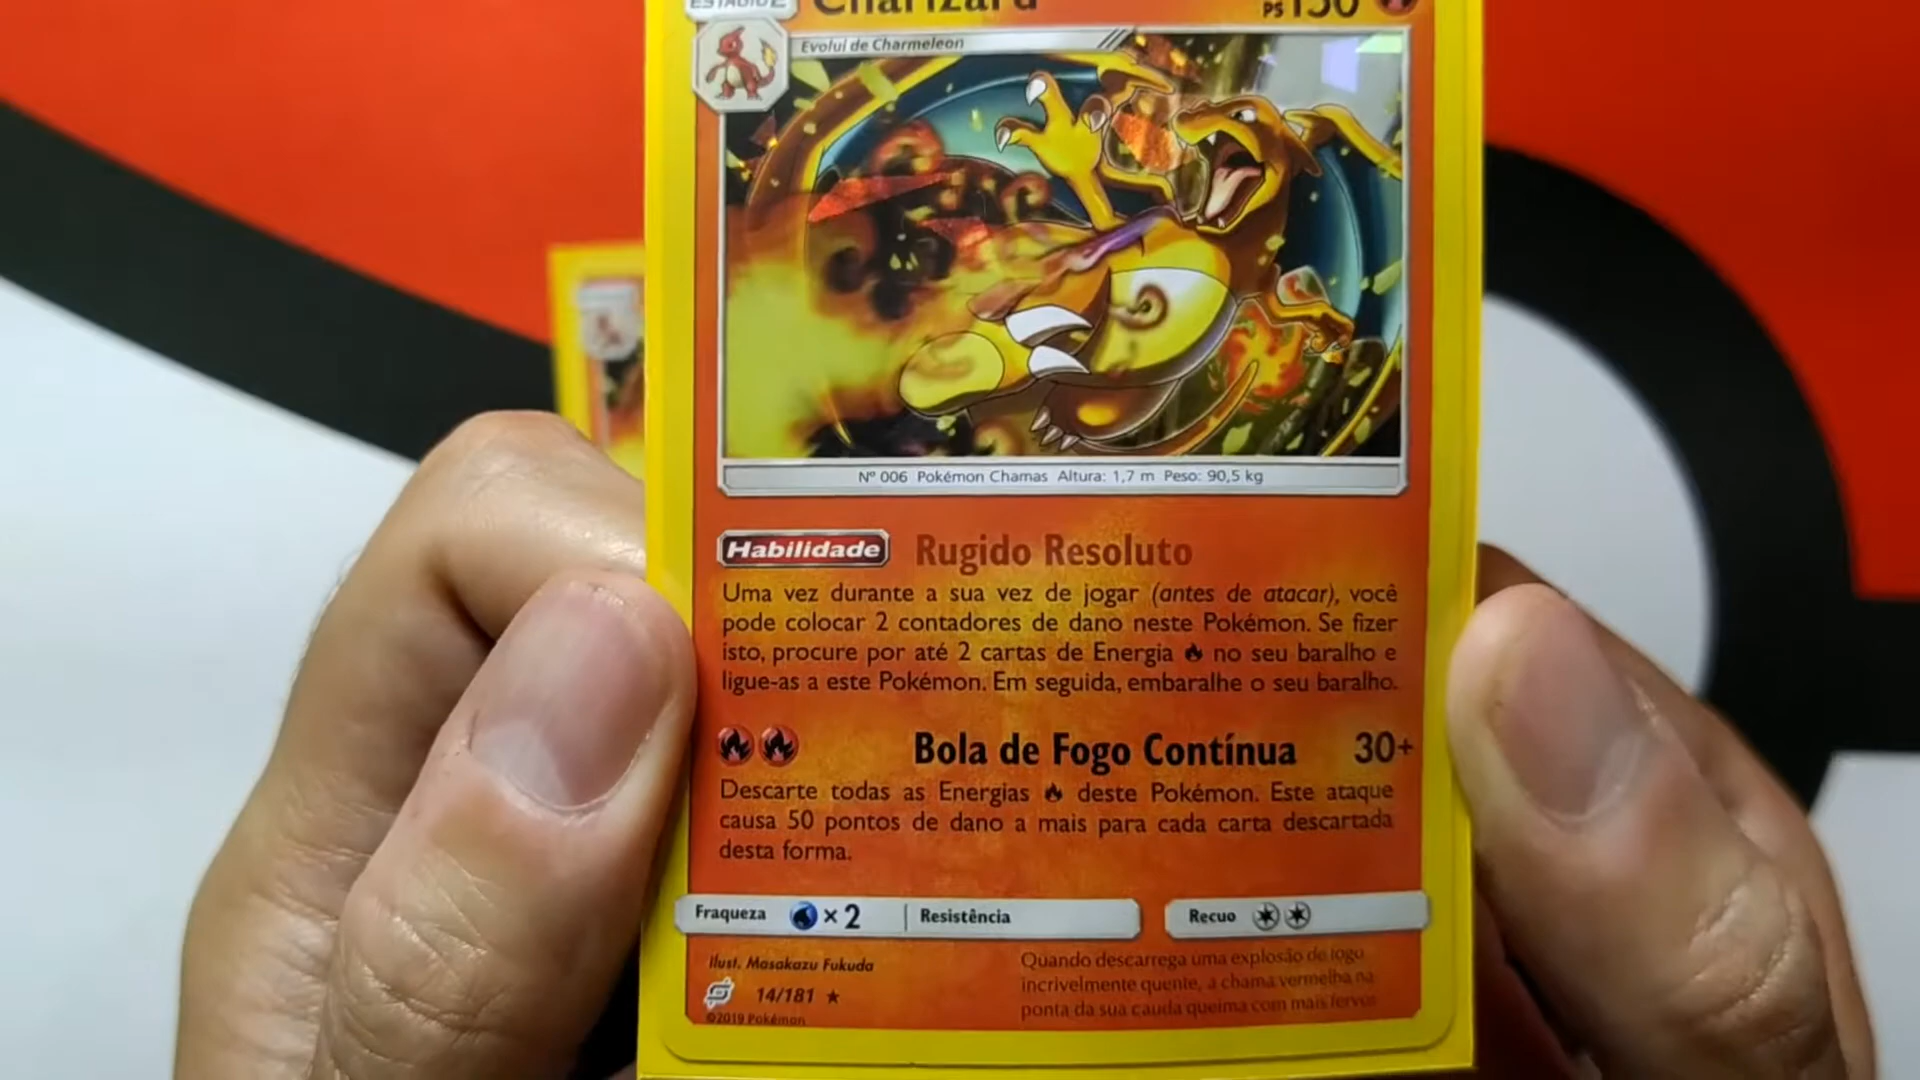 ESTÁGIO 2 Charizard PS 150
Evolui de Charmeleon
Nº 006 Pokémon Chamas Altura: 1,7 m Peso: 90,5 kg
Habilidade Rugido Resoluto
Uma vez durante a sua vez de jogar (antes de atacar), você
pode colocar 2 contadores de dano neste Pokémon. Se fizer
isto, procure por até 2 cartas de Energia no seu baralho e
ligue-as a este Pokémon. Em seguida, embaralhe o seu baralho.
Bola de Fogo Contínua 30+
Descarte todas as Energias deste Pokémon. Este ataque
causa 50 pontos de dano a mais para cada carta descartada
desta forma.
Fraqueza ×2 Resistência Recuo
Ilust. Masakazu Fukuda
14/181
©2019 Pokémon
Quando descarrega uma explosão de fogo
incrivelmente quente, a chama vermelha na
ponta da sua cauda queima com mais fervor.